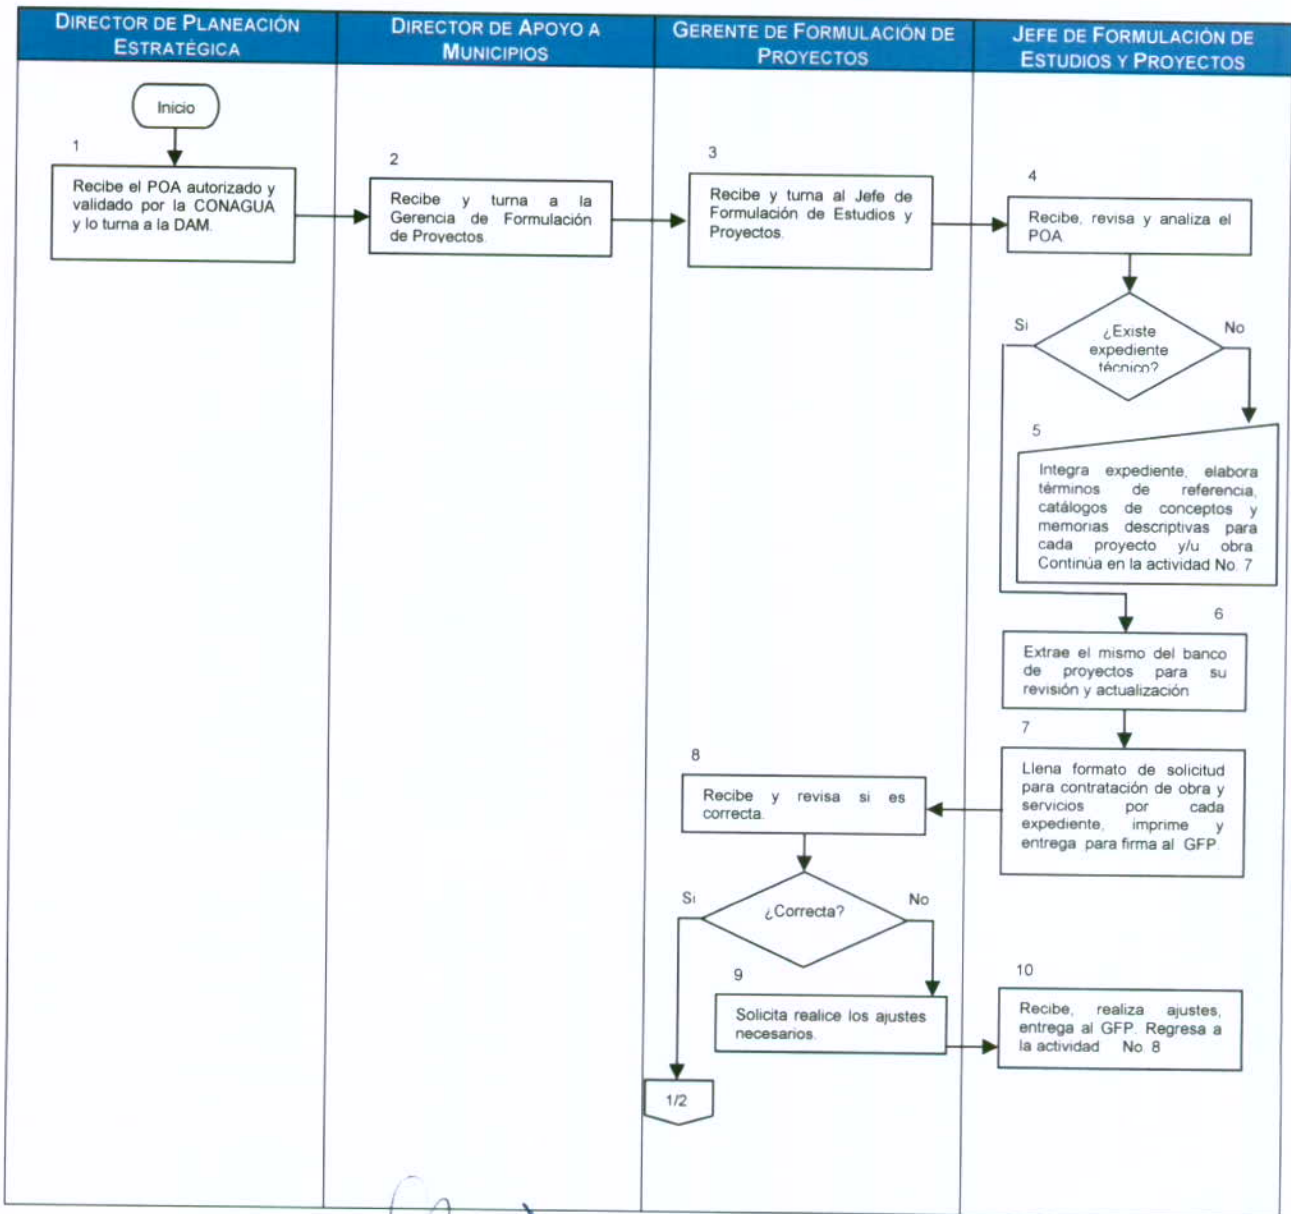 DIRECTOR DE PLANEACIÓN
ESTRATÉGICA
DIRECTOR DE APOYO A
MUNICIPIOS
GERENTE DE FORMULACIÓN DE
PROYECTOS
JEFE DE FORMULACIÓN DE
ESTUDIOS Y PROYECTOS
Inicio
1
Recibe el POA autorizado y
validado por la CONAGUA
y lo turna a la DAM.
2
Recibe y turna a la
Gerencia de Formulación
de Proyectos.
3
Recibe y turna al Jefe de
Formulación de Estudios y
Proyectos.
4
Recibe, revisa y analiza el
POA
Si
¿Existe
expediente
técnico?
No
5
Integra expediente, elabora
términos de referencia,
catálogos de conceptos y
memorias descriptivas para
cada proyecto y/u obra
Continúa en la actividad No. 7
6
Extrae el mismo del banco
de proyectos para su
revisión y actualización
7
Llena formato de solicitud
para contratación de obra y
servicios por cada
expediente, imprime y
entrega para firma al GFP.
8
Recibe y revisa si es
correcta.
Si
¿Correcta?
No
9
Solicita realice los ajustes
necesarios.
10
Recibe, realiza ajustes,
entrega al GFP. Regresa a
la actividad No. 8
1/2